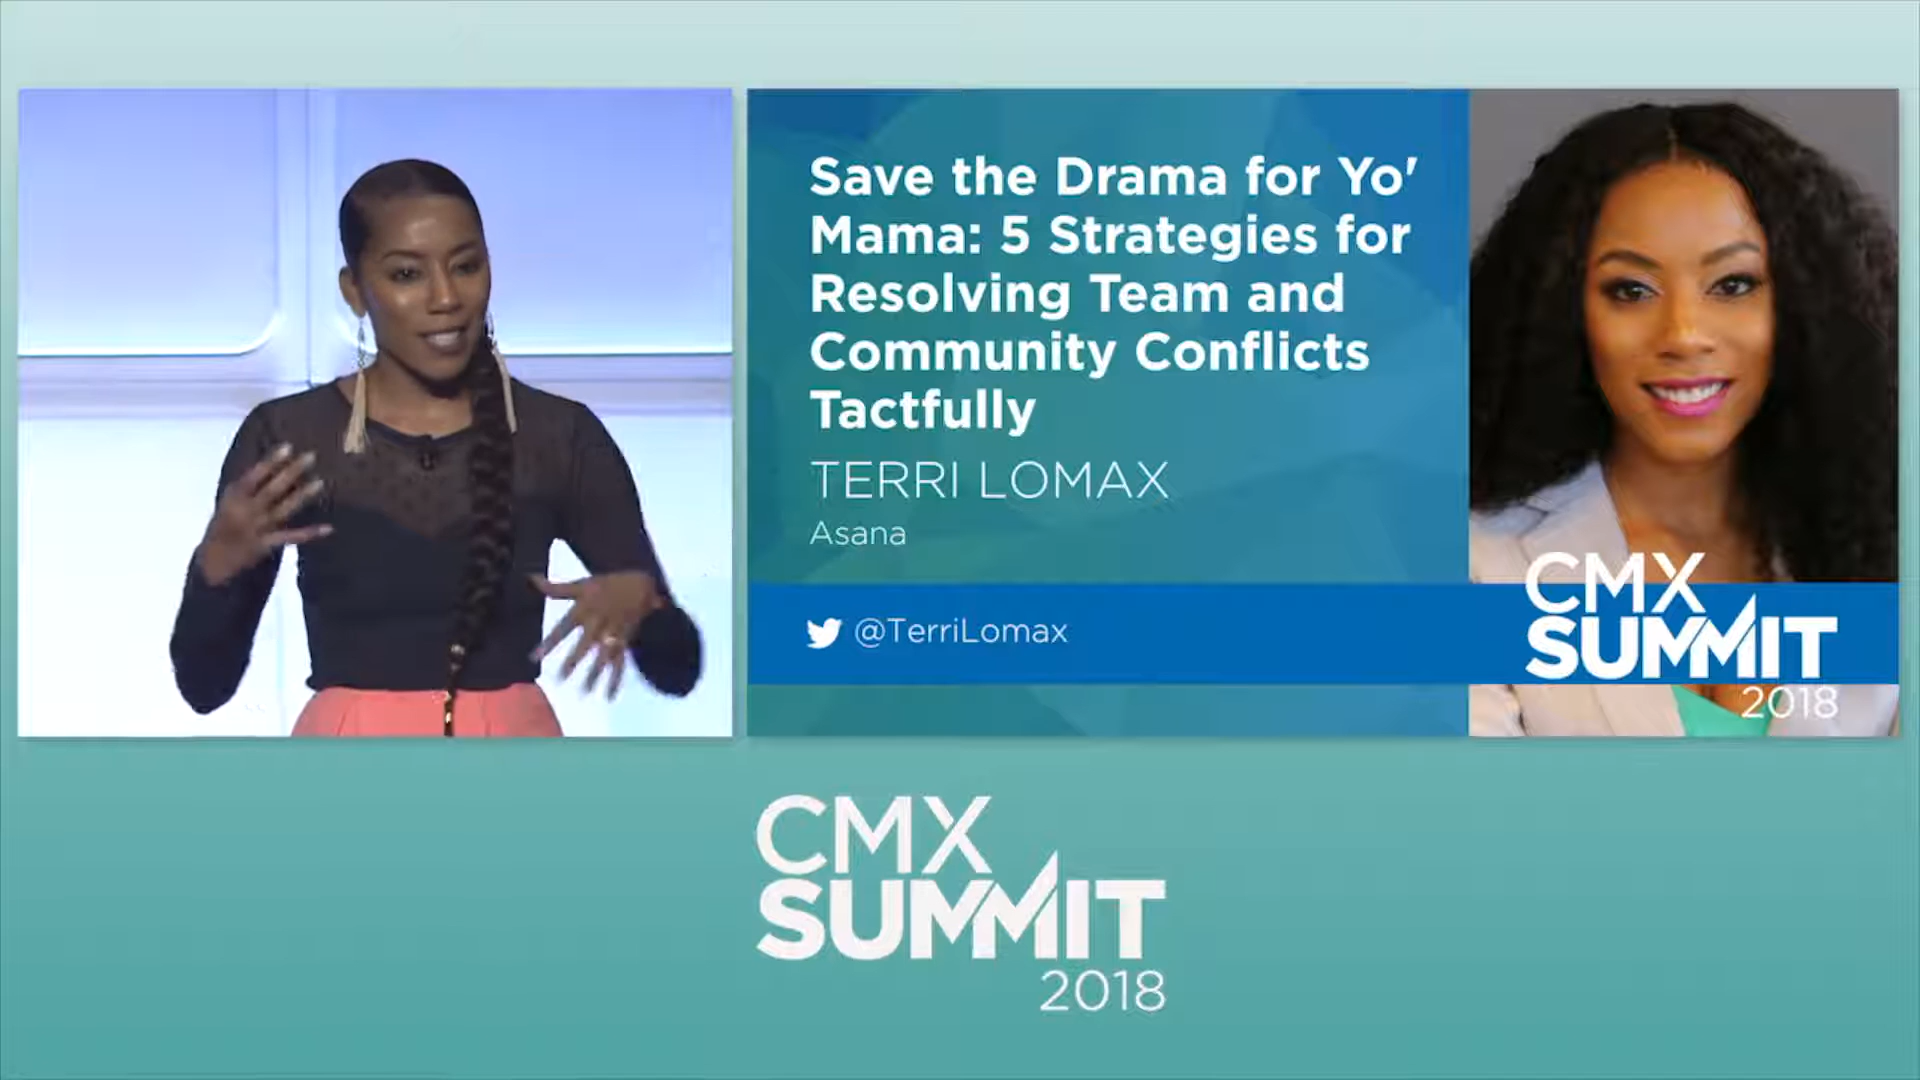 Save the Drama for Yo'
Mama: 5 Strategies for
Resolving Team and
Community Conflicts
Tactfully
TERRI LOMAX
Asana
@TerriLomax
CMX
SUMMIT
2018
CMX
SUMMIT
2018